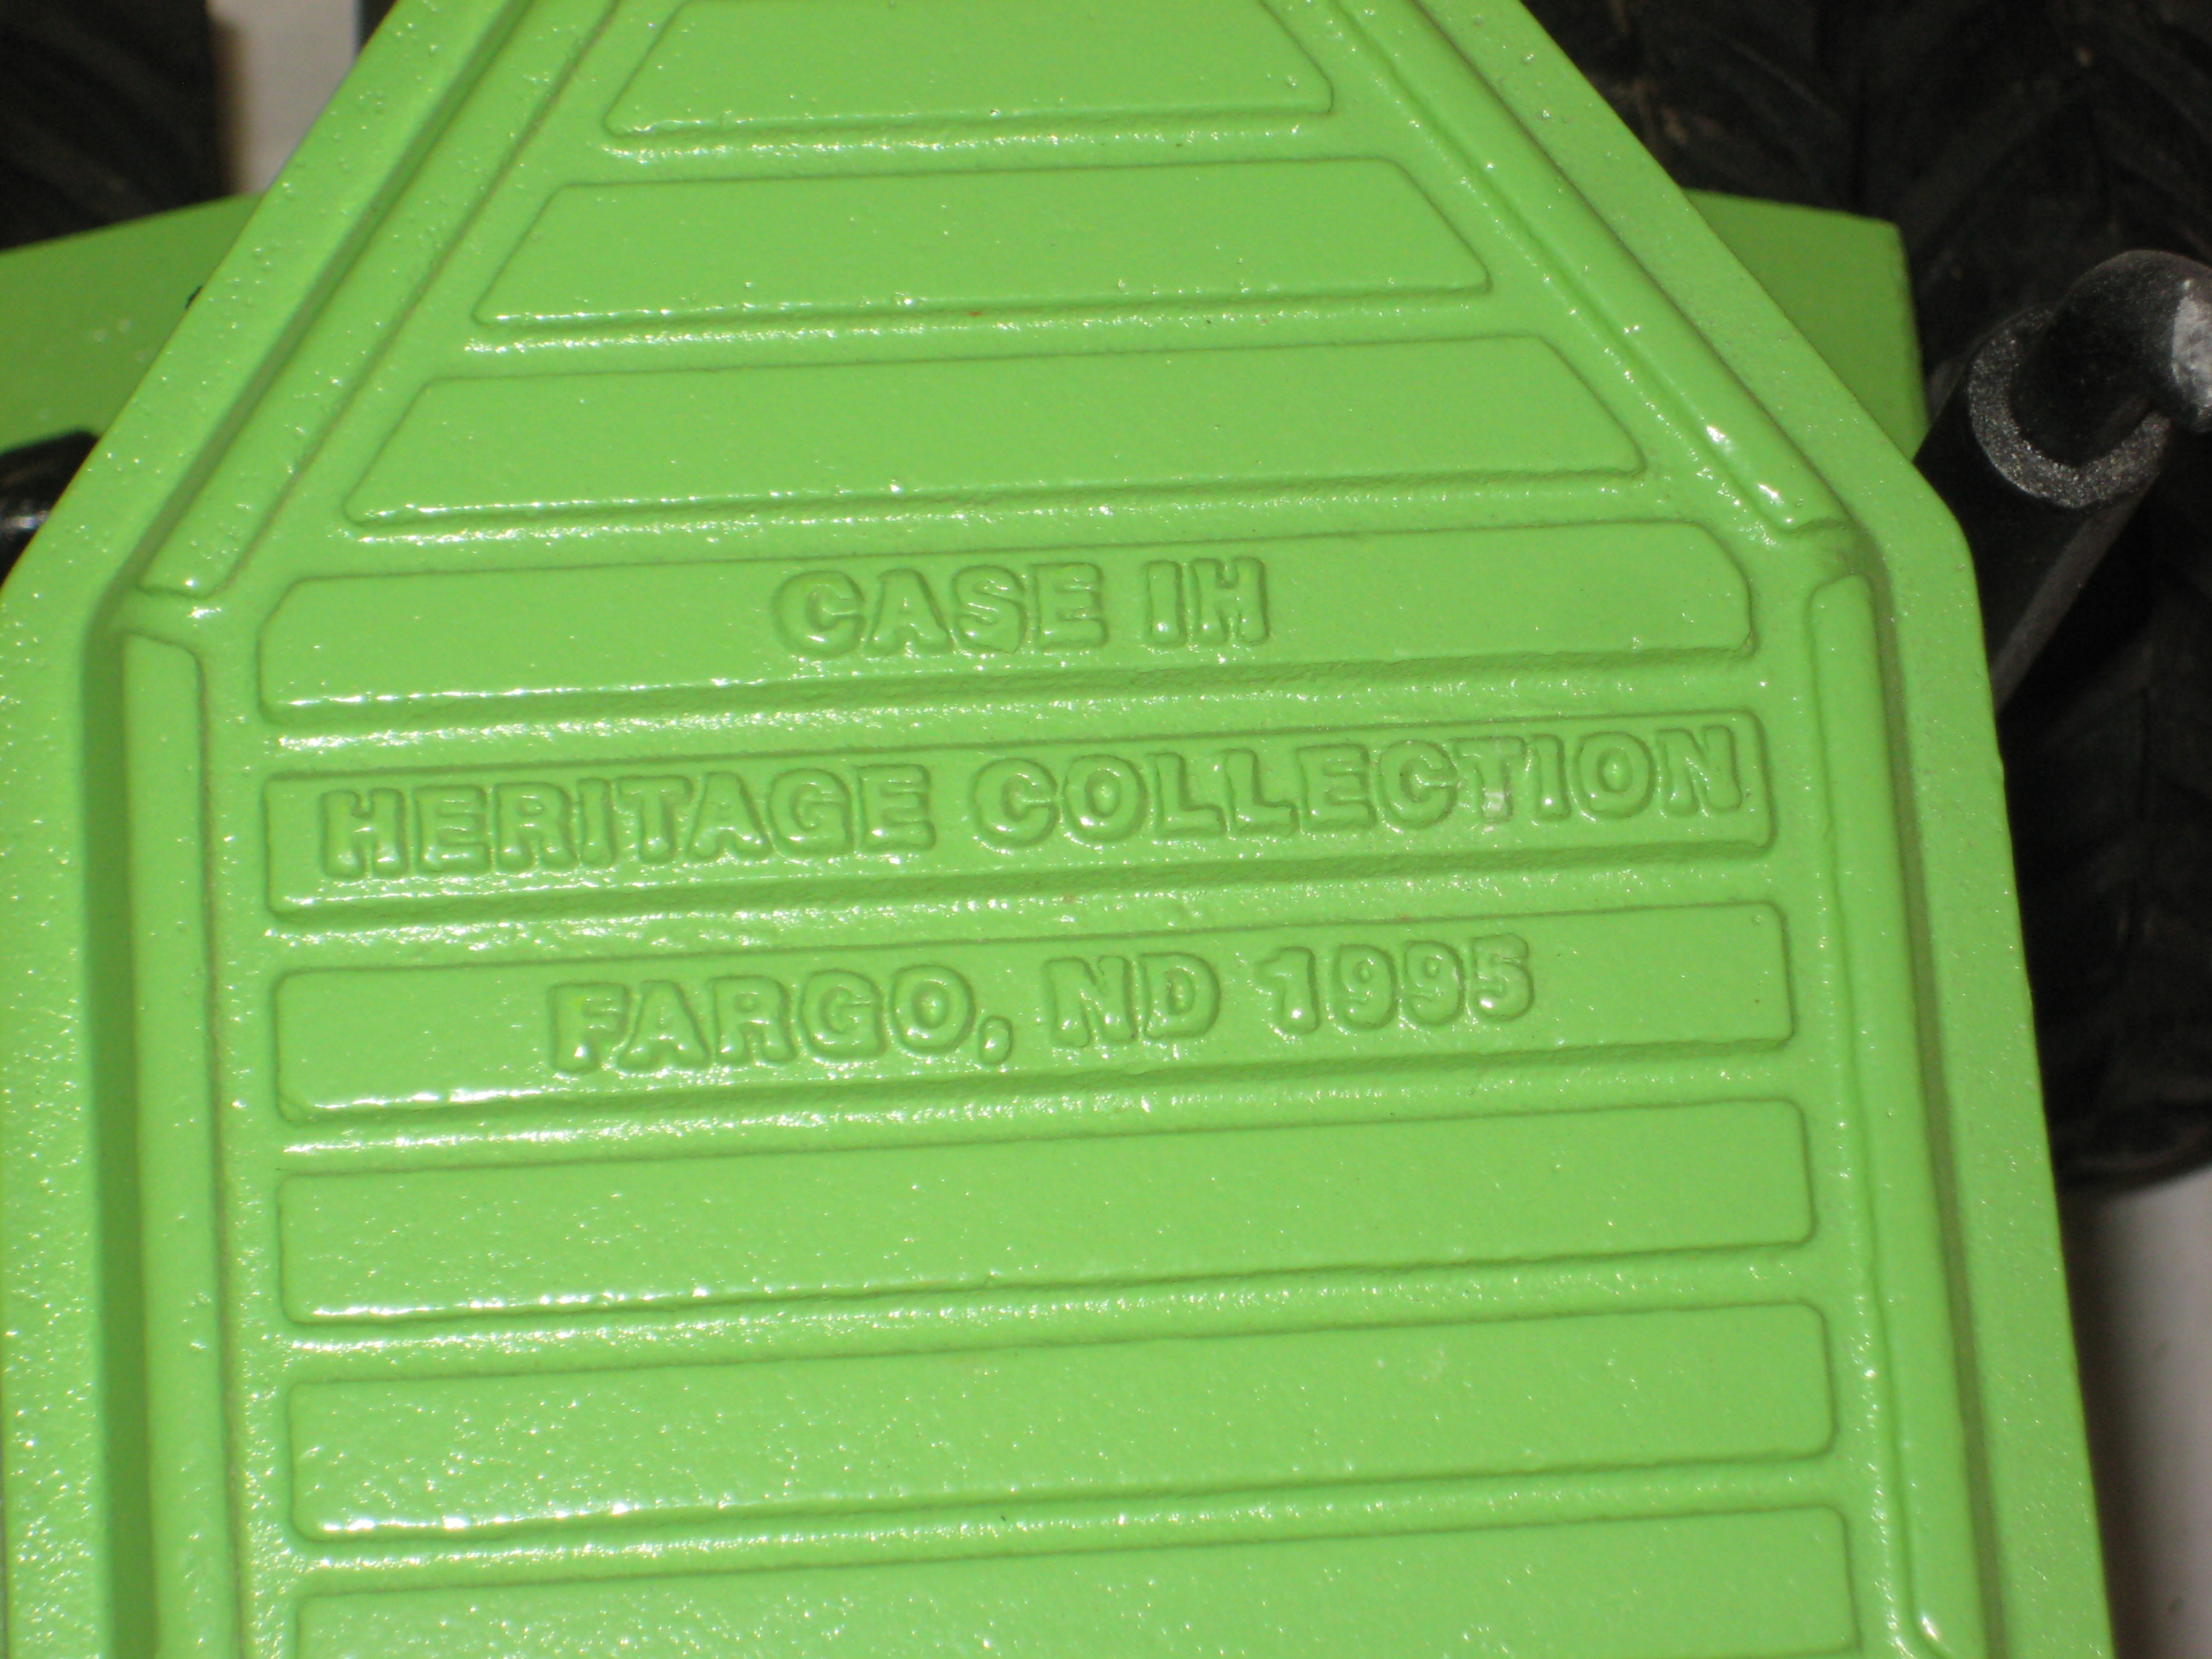 CASE IH
HERITAGE COLLECTION
FARGO, ND 1995